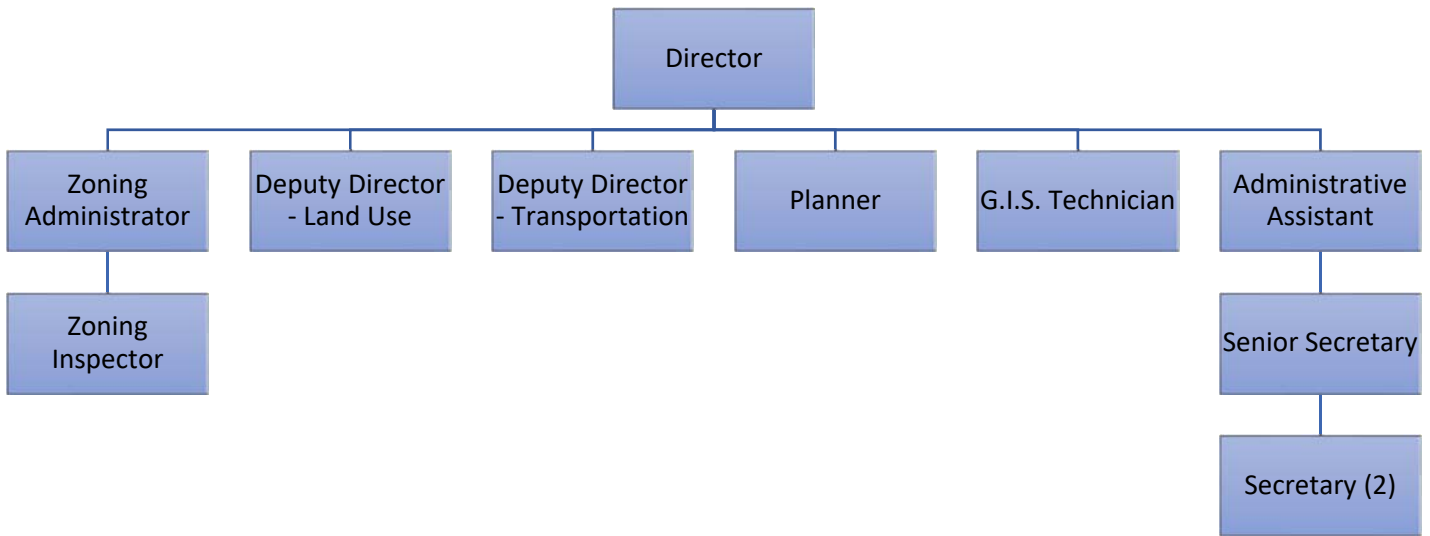 Director
Zoning
Administrator
Deputy Director
- Land Use
Deputy Director
- Transportation
Planner
G.I.S. Technician
Administrative
Assistant
Zoning
Inspector
Senior Secretary
Secretary (2)